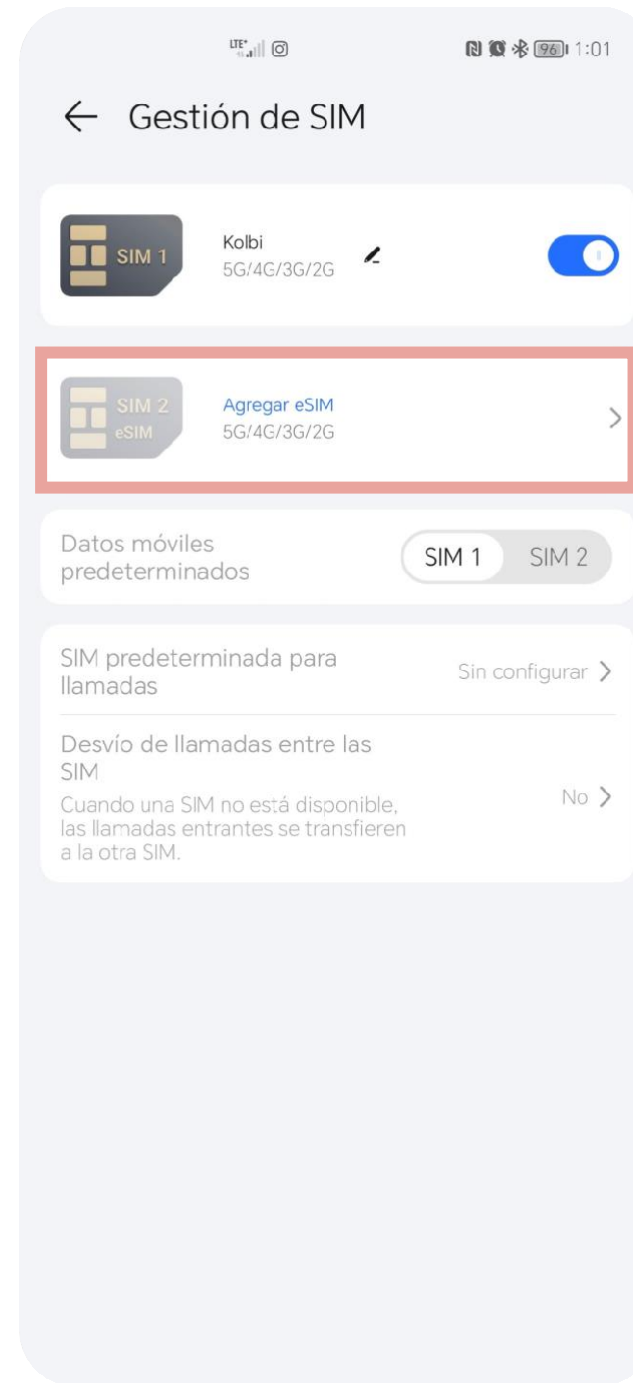 LTE+ 96 1:01
Gestión de SIM
SIM 1
Kolbi
5G/4G/3G/2G
SIM 2
eSIM
Agregar eSIM
5G/4G/3G/2G
Datos móviles
predeterminados
SIM 1 SIM 2
SIM predeterminada para
llamadas
Sin configurar
Desvío de llamadas entre las
SIM
Cuando una SIM no está disponible,
las llamadas entrantes se transfieren
a la otra SIM.
No